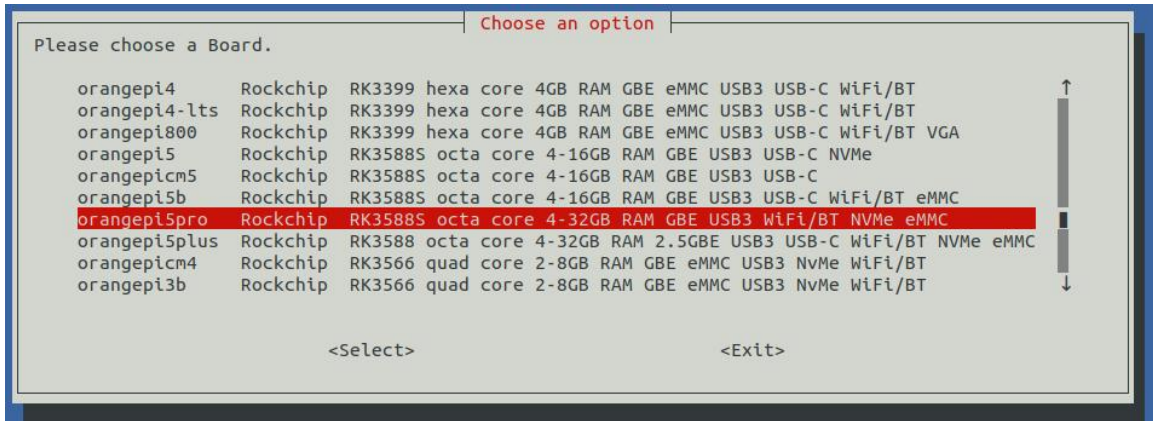 Choose an option
Please choose a Board.
orangepi4 Rockchip RK3399 hexa core 4GB RAM GBE eMMC USB3 USB-C WiFi/BT
orangepi4-lts Rockchip RK3399 hexa core 4GB RAM GBE eMMC USB3 USB-C WiFi/BT
orangepi800 Rockchip RK3399 hexa core 4GB RAM GBE eMMC USB3 USB-C WiFi/BT VGA
orangepi5 Rockchip RK3588S octa core 4-16GB RAM GBE USB3 USB-C NVMe
orangepicm5 Rockchip RK3588S octa core 4-16GB RAM GBE USB3 USB-C
orangepi5b Rockchip RK3588S octa core 4-16GB RAM GBE USB3 USB-C WiFi/BT eMMC
orangepi5pro Rockchip RK3588S octa core 4-32GB RAM GBE USB3 WiFi/BT NVMe eMMC
orangepi5plus Rockchip RK3588 octa core 4-32GB RAM 2.5GBE USB3 USB-C WiFi/BT NVMe eMMC
orangepicm4 Rockchip RK3566 quad core 2-8GB RAM GBE eMMC USB3 NvMe WiFi/BT
orangepi3b Rockchip RK3566 quad core 2-8GB RAM GBE eMMC USB3 NvMe WiFi/BT
<Select> <Exit>